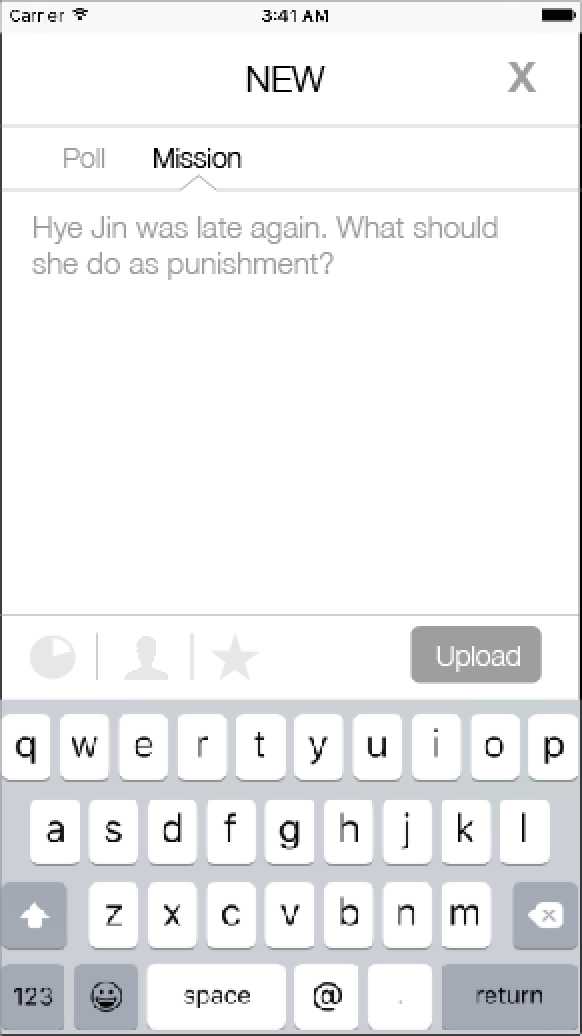 Carrier 3:41 AM
NEW X
Poll Mission
Hye Jin was late again. What should
she do as punishment?
Upload
q w e r t y u i o p
a s d f g h j k l
z x c v b n m
123 space @ . return